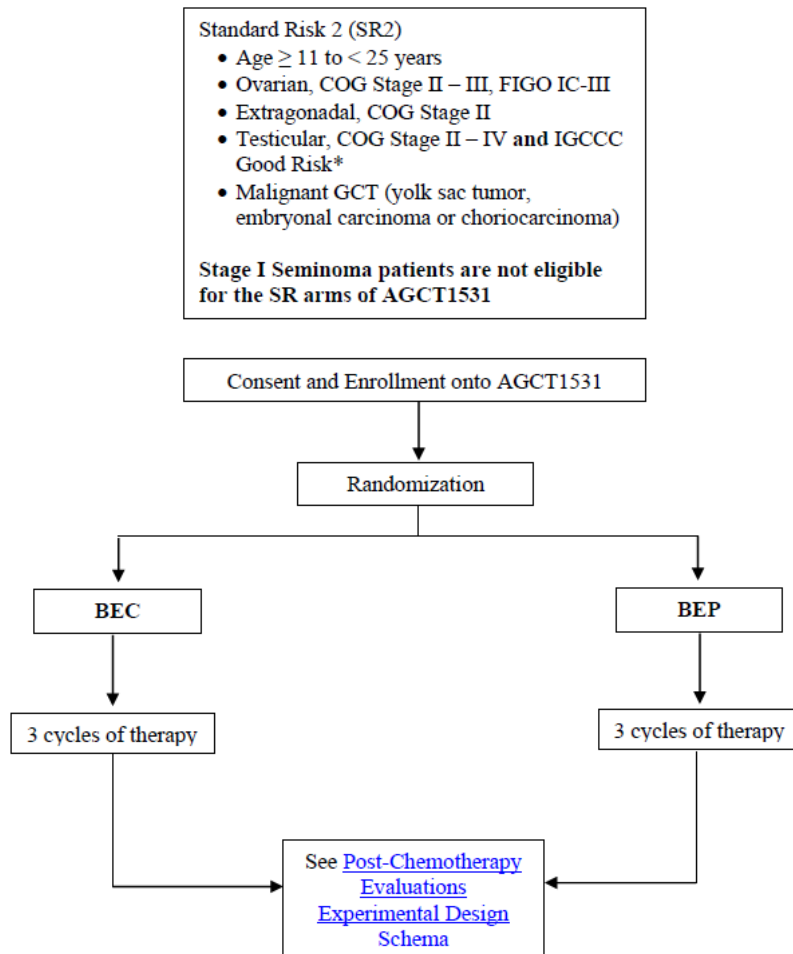 Standard Risk 2 (SR2)
• Age ≥ 11 to < 25 years
• Ovarian, COG Stage II – III, FIGO IC-III
• Extragonadal, COG Stage II
• Testicular, COG Stage II – IV and IGCCC
Good Risk*
• Malignant GCT (yolk sac tumor,
embryonal carcinoma or choriocarcinoma)
Stage I Seminoma patients are not eligible
for the SR arms of AGCT1531
Consent and Enrollment onto AGCT1531
Randomization
BEC
BEP
3 cycles of therapy
3 cycles of therapy
See Post-Chemotherapy
Evaluations
Experimental Design
Schema